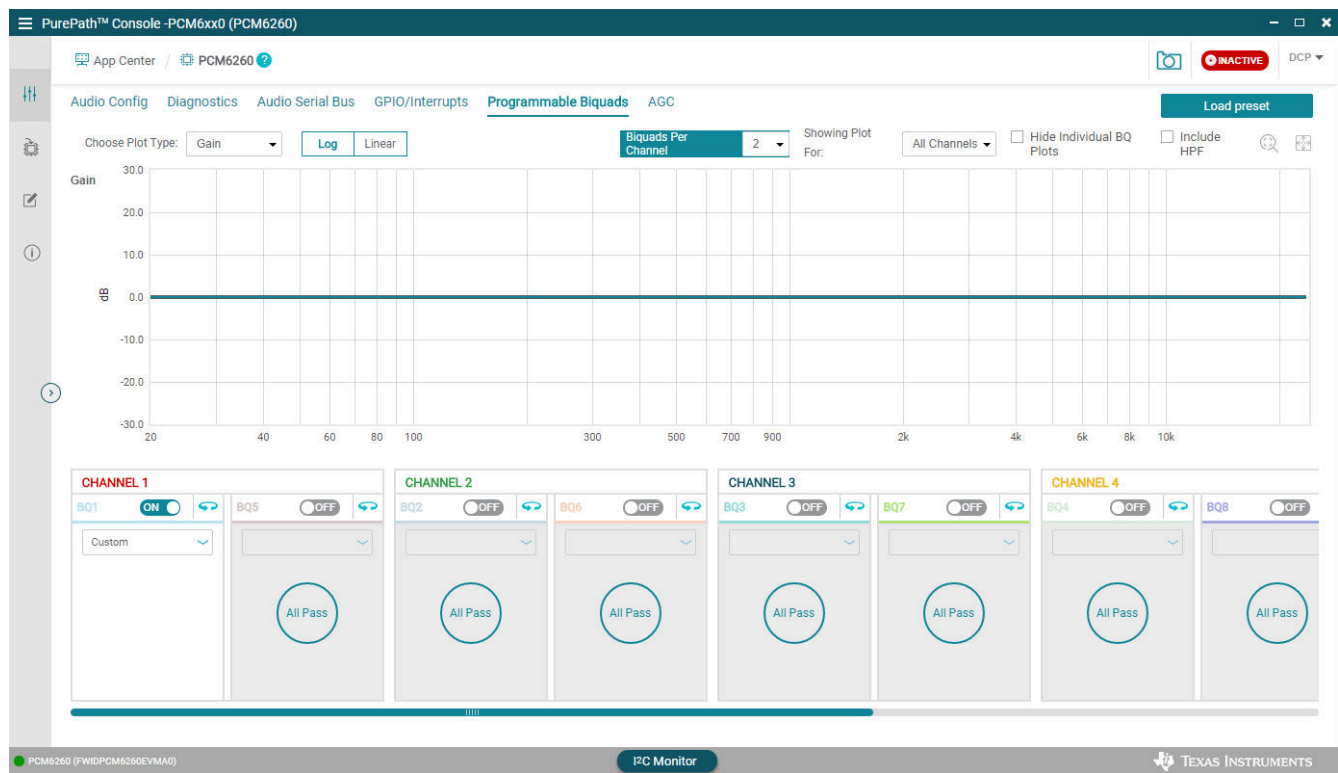 PurePath™ Console -PCM6xx0 (PCM6260)
App Center / PCM6260 ?
INACTIVE
DCP
Audio Config Diagnostics Audio Serial Bus GPIO/Interrupts Programmable Biquads AGC
Load preset
Choose Plot Type: Gain Log Linear
Biquads Per Channel 2
Showing Plot For: All Channels
Hide Individual BQ Plots
Include HPF
Gain
30.0
20.0
10.0
dB
0.0
-10.0
-20.0
-30.0
20 40 60 80 100 300 500 700 900 2k 4k 6k 8k 10k
CHANNEL 1 CHANNEL 2 CHANNEL 3 CHANNEL 4
BQ1 ON BQ5 OFF BQ2 OFF BQ6 OFF BQ3 OFF BQ7 OFF BQ4 OFF BQ8 OFF
Custom
All Pass All Pass All Pass All Pass All Pass All Pass All Pass
PCM6260 (FWIDPCM6260EVMA0)
I²C Monitor
TEXAS INSTRUMENTS